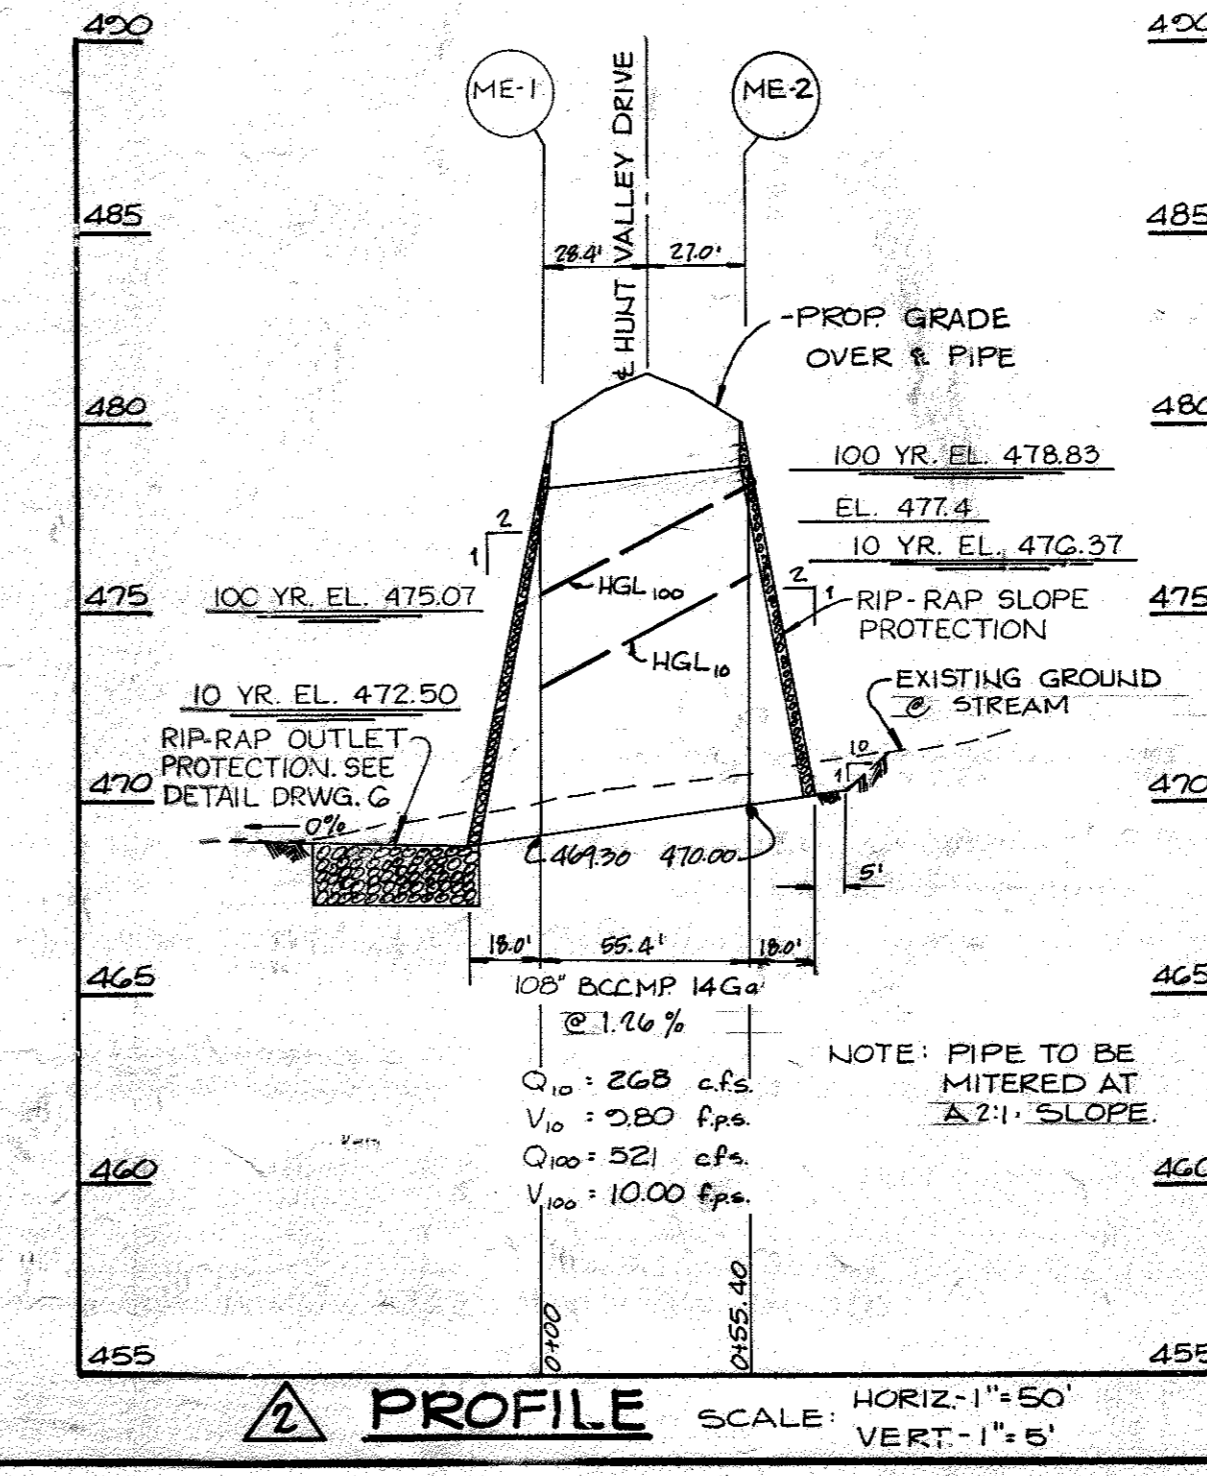 490
490
ME-1
ME-2
℄ HUNT VALLEY DRIVE
485
485
28.4'
27.0'
PROP. GRADE
OVER ℄ PIPE
480
480
100 YR. EL. 478.83
EL. 477.4
10 YR. EL. 476.37
2
1
2
1
HGL100
HGL10
100 YR. EL. 475.07
475
475
RIP-RAP SLOPE
PROTECTION
EXISTING GROUND
@ STREAM
10 YR. EL. 472.50
RIP-RAP OUTLET
PROTECTION. SEE
DETAIL DRWG. 6
10
1
470
470
0%
469.30
470.00
5'
18.0'
55.4'
18.0'
465
465
108" BCCMP. 14Ga
@ 1.26 %
NOTE: PIPE TO BE
MITERED AT
A 2:1. SLOPE.
Q10 = 268 c.f.s.
V10 = 9.80 f.p.s.
Q100 = 521 cfs.
V100 = 10.00 f.p.s.
460
460
0+00
0+55.40
455
455
2 PROFILE
SCALE: HORIZ.-1"=50'
VERT.-1"=5'